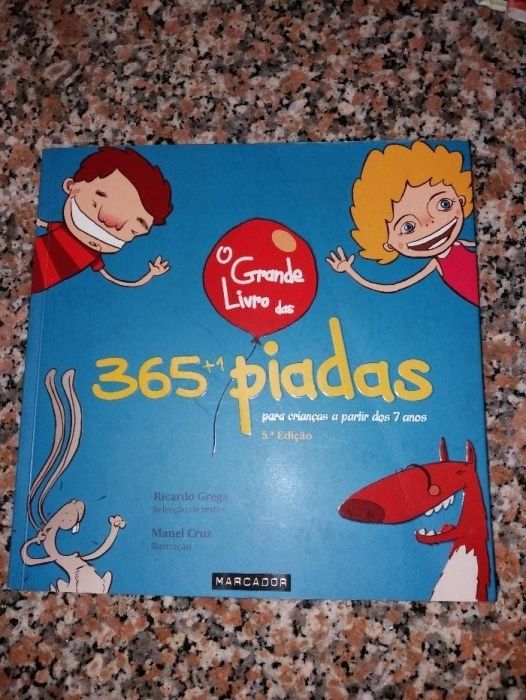 O Grande
Livro das
365+1 piadas
para crianças a partir dos 7 anos
5.ª Edição
Ricardo Grega
Selecção de textos
Manel Cruz
Ilustração
MARCADOR